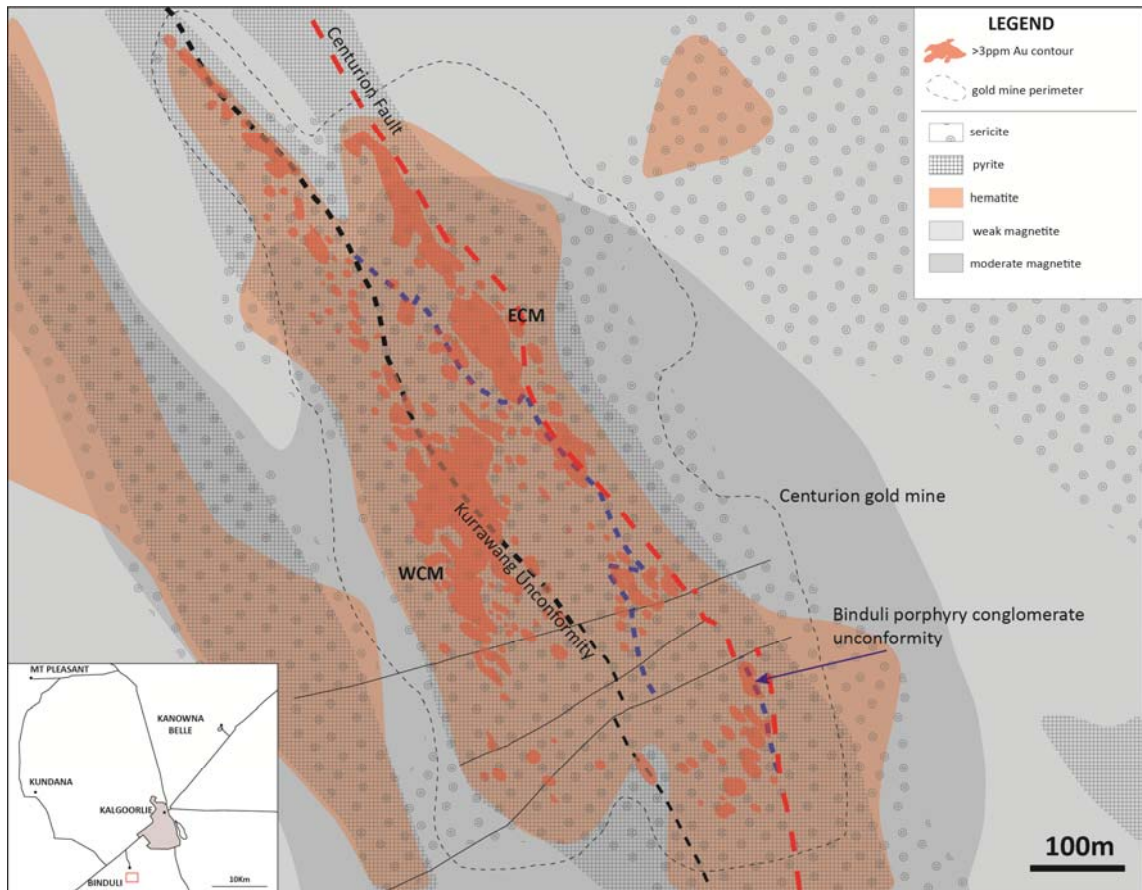 LEGEND
>3ppm Au contour
gold mine perimeter
sericite
pyrite
hematite
weak magnetite
moderate magnetite
Centurion Fault
ECM
Centurion gold mine
Kurrawang Unconformity
WCM
Binduli porphyry conglomerate
unconformity
MT PLEASANT
KANOWNA
BELLE
KUNDANA
KALGOORLIE
BINDULI
10Km
100m